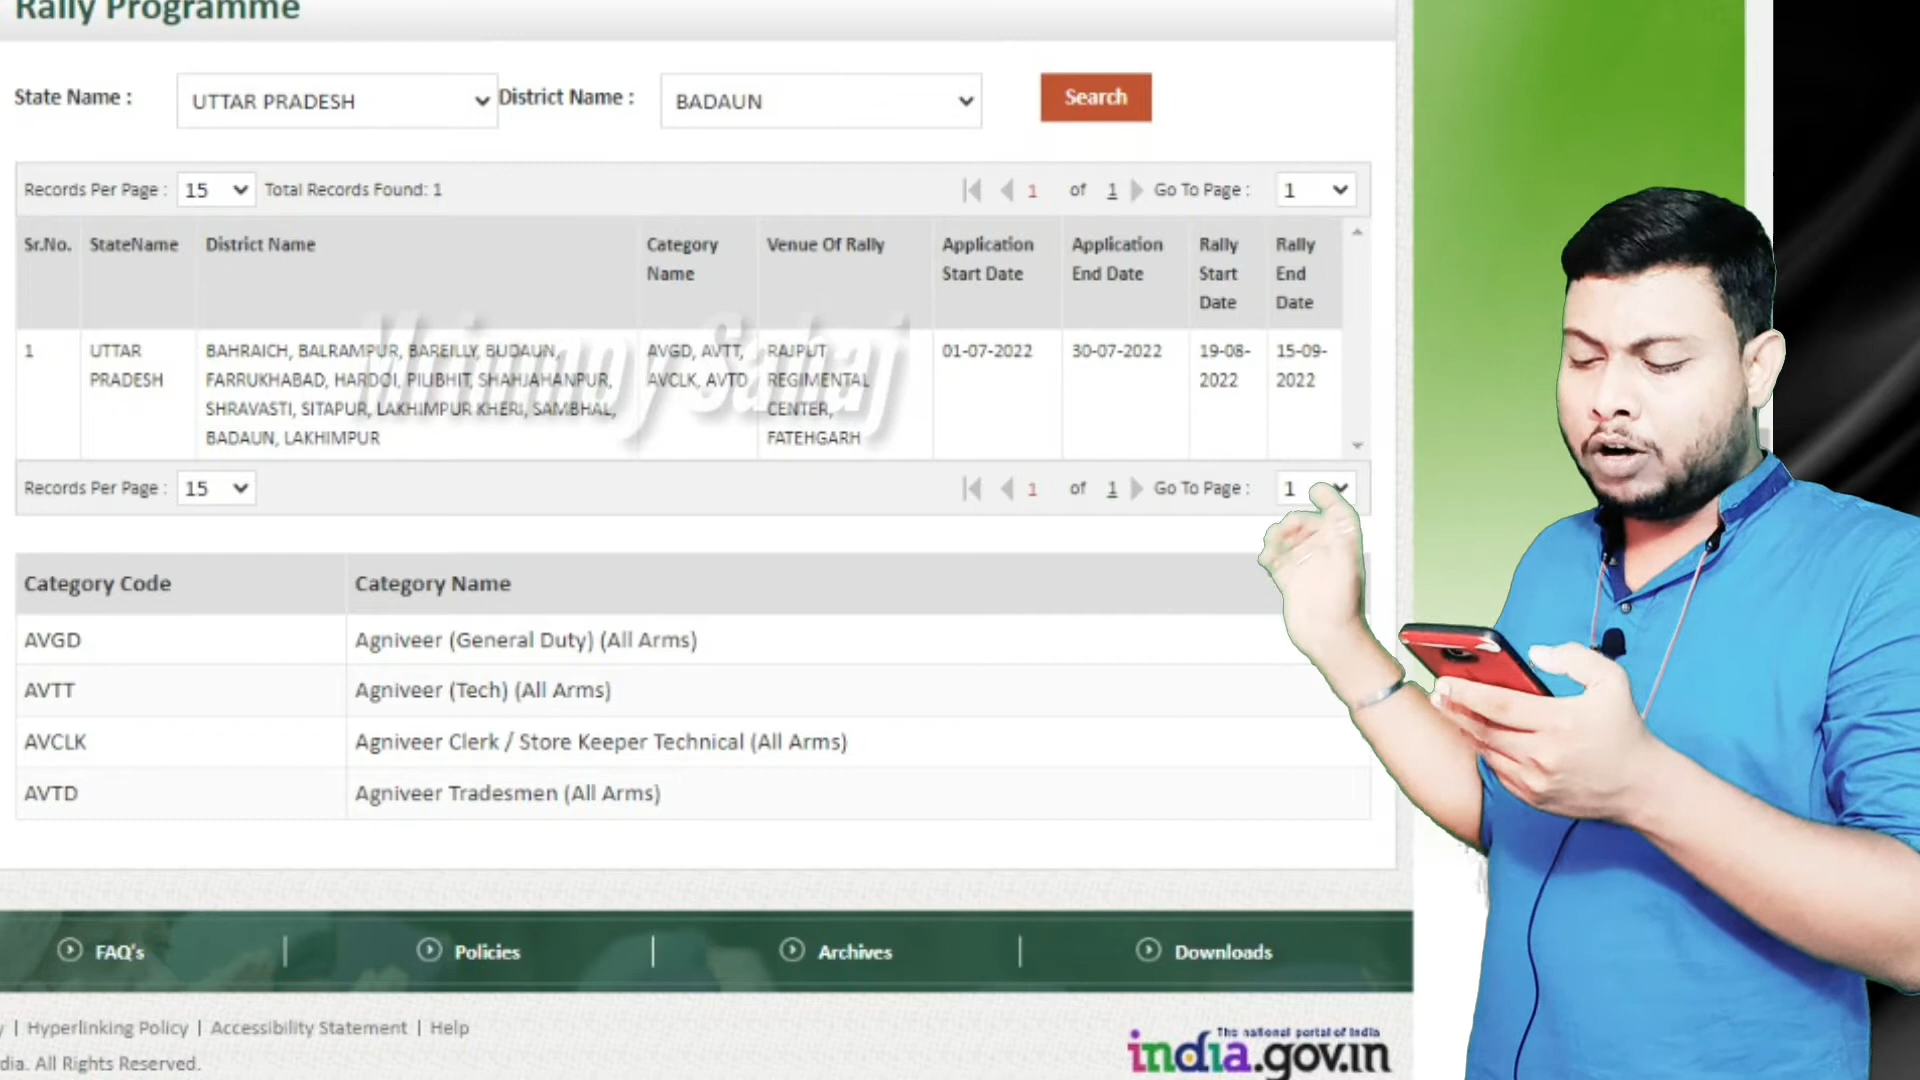 Rally Programme
State Name : UTTAR PRADESH District Name : BADAUN Search
Records Per Page : 15 Total Records Found: 1 1 of 1 Go To Page : 1
Sr.No. StateName District Name Category Name Venue Of Rally Application Start Date Application End Date Rally Start Date Rally End Date
1 UTTAR PRADESH BAHRAICH, BALRAMPUR, BAREILLY, BUDAUN, FARRUKHABAD, HARDOI, PILIBHIT, SHAHJAHANPUR, SHRAVASTI, SITAPUR, LAKHIMPUR KHERI, SAMBHAL, BADAUN, LAKHIMPUR AVGD, AVTT, AVCLK, AVTD RAJPUT REGIMENTAL CENTER, FATEHGARH 01-07-2022 30-07-2022 19-08-2022 15-09-2022
Records Per Page : 15 1 of 1 Go To Page : 1
Category Code Category Name
AVGD Agniveer (General Duty) (All Arms)
AVTT Agniveer (Tech) (All Arms)
AVCLK Agniveer Clerk / Store Keeper Technical (All Arms)
AVTD Agniveer Tradesmen (All Arms)
FAQ's | Policies | Archives | Downloads
| Hyperlinking Policy | Accessibility Statement | Help
All Rights Reserved.
The national portal of India
india.gov.in